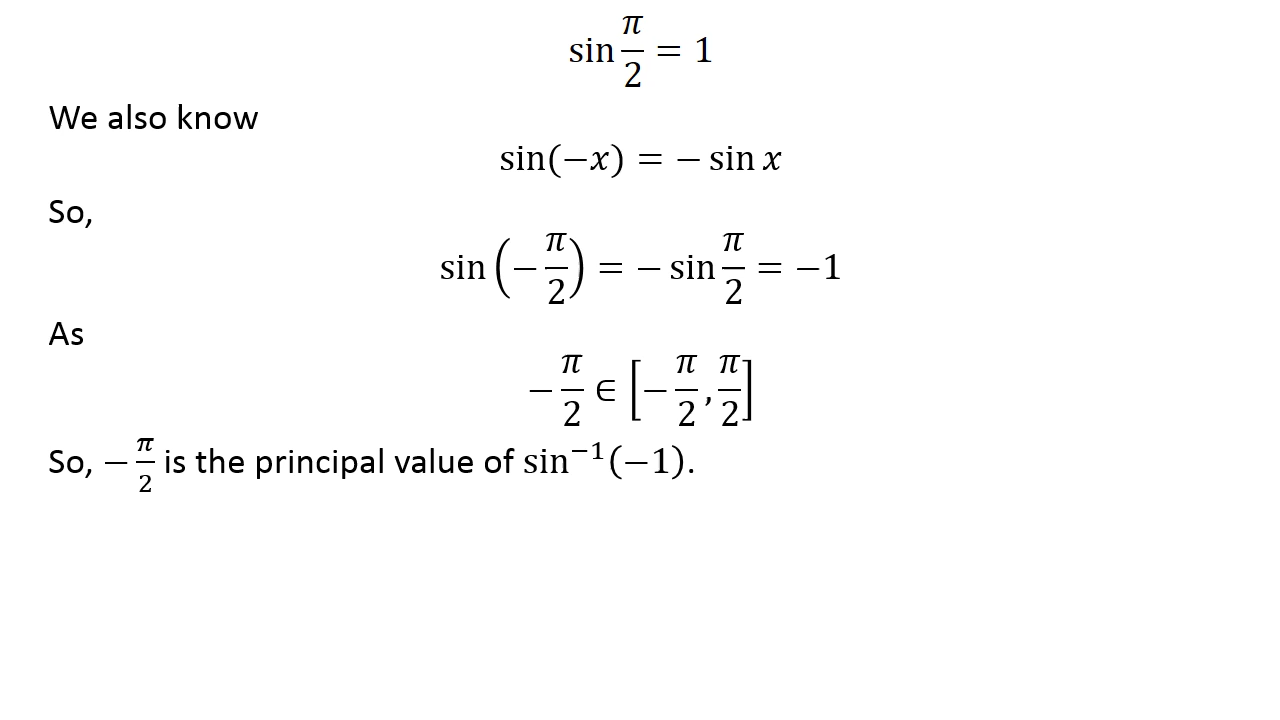 sin π/2 = 1
We also know
sin(−x) = − sin x
So,
sin (−π/2) = − sin π/2 = −1
As
−π/2 ∈ [−π/2, π/2]
So, −π/2 is the principal value of sin⁻¹(−1).